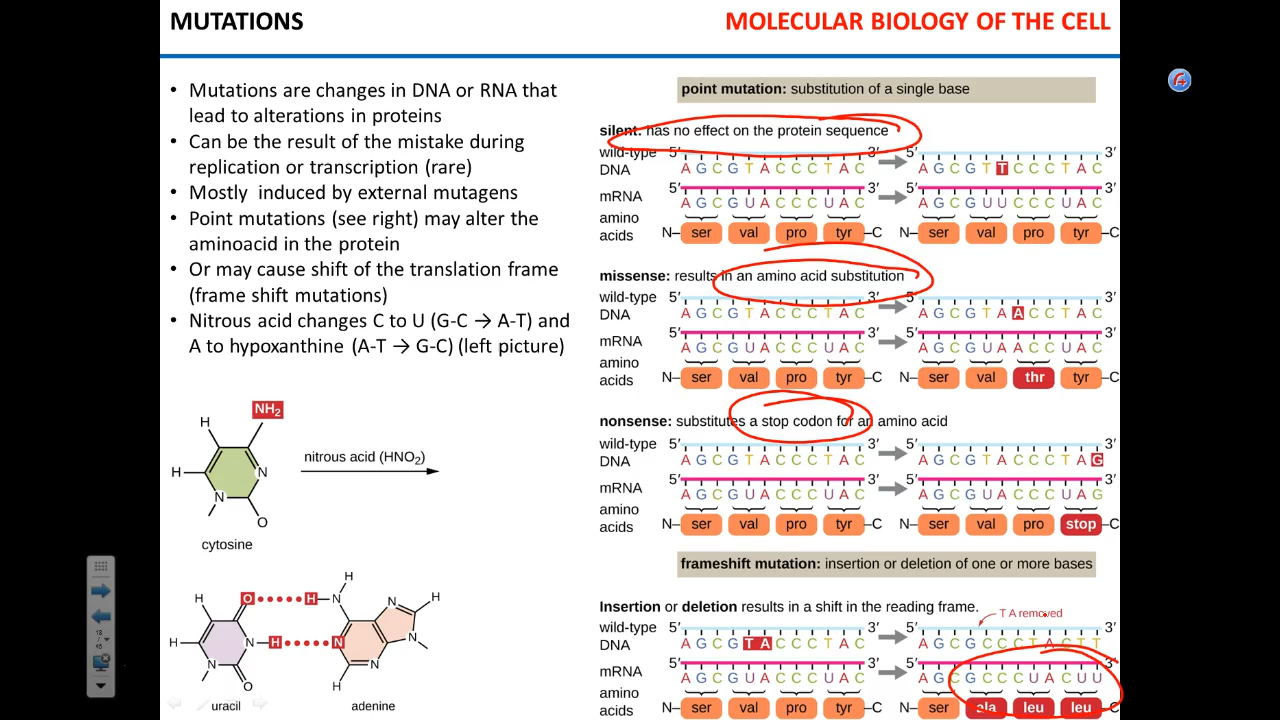 MUTATIONS
MOLECULAR BIOLOGY OF THE CELL
• Mutations are changes in DNA or RNA that
lead to alterations in proteins
• Can be the result of the mistake during
replication or transcription (rare)
• Mostly induced by external mutagens
• Point mutations (see right) may alter the
aminoacid in the protein
• Or may cause shift of the translation frame
(frame shift mutations)
• Nitrous acid changes C to U (G-C → A-T) and
A to hypoxanthine (A-T → G-C) (left picture)
H
NH2
H
N
N
O
nitrous acid (HNO2)
cytosine
H
H
O
H
N
N
H
H
N
H
N
N
N
N
O
H
uracil
adenine
point mutation: substitution of a single base
silent: has no effect on the protein sequence
wild-type 5′ 3′ 5′ 3′
DNA A G C G T A C C C T A C A G C G T T C C C T A C
mRNA 5′ 5′
A G C G U A C C C U A C A G C G U U C C C U A C
amino
acids N– ser val pro tyr –C N– ser val pro tyr –C
missense: results in an amino acid substitution
wild-type 5′ 3′ 5′ 3′
DNA A G C G T A C C C T A C A G C G T A A C C T A C
mRNA 5′ 5′
A G C G U A C C C U A C A G C G U A A C C U A C
amino
acids N– ser val pro tyr –C N– ser val thr tyr –C
nonsense: substitutes a stop codon for an amino acid
wild-type 5′ 3′ 5′ 3′
DNA A G C G T A C C C T A C A G C G T A C C C T A G
mRNA 5′ 5′
A G C G U A C C C U A C A G C G U A C C C U A G
amino
acids N– ser val pro tyr –C N– ser val pro stop –C
frameshift mutation: insertion or deletion of one or more bases
Insertion or deletion results in a shift in the reading frame.
T A removed
wild-type 5′ 3′ 5′ 3′
DNA A G C G T A C C C T A C A G C G C C C T A C T T
mRNA 5′ 3′ 5′ 3′
A G C G U A C C C U A C A G C G C C C U A C U U
amino
acids N– ser val pro tyr –C N– ser ala leu leu –C